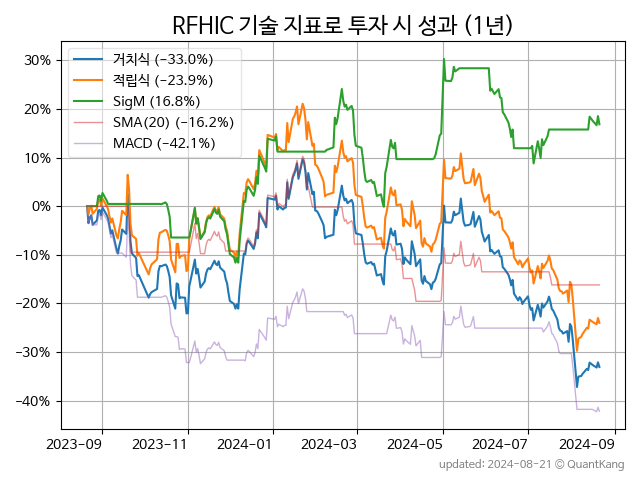 RFHIC 기술 지표로 투자 시 성과 (1년)
거치식 (−33.0%)
적립식 (−23.9%)
SigM (16.8%)
SMA(20) (−16.2%)
MACD (−42.1%)
30%
20%
10%
0%
−10%
−20%
−30%
−40%
2023−09 2023−11 2024−01 2024−03 2024−05 2024−07 2024−09
updated: 2024-08-21 © QuantKang